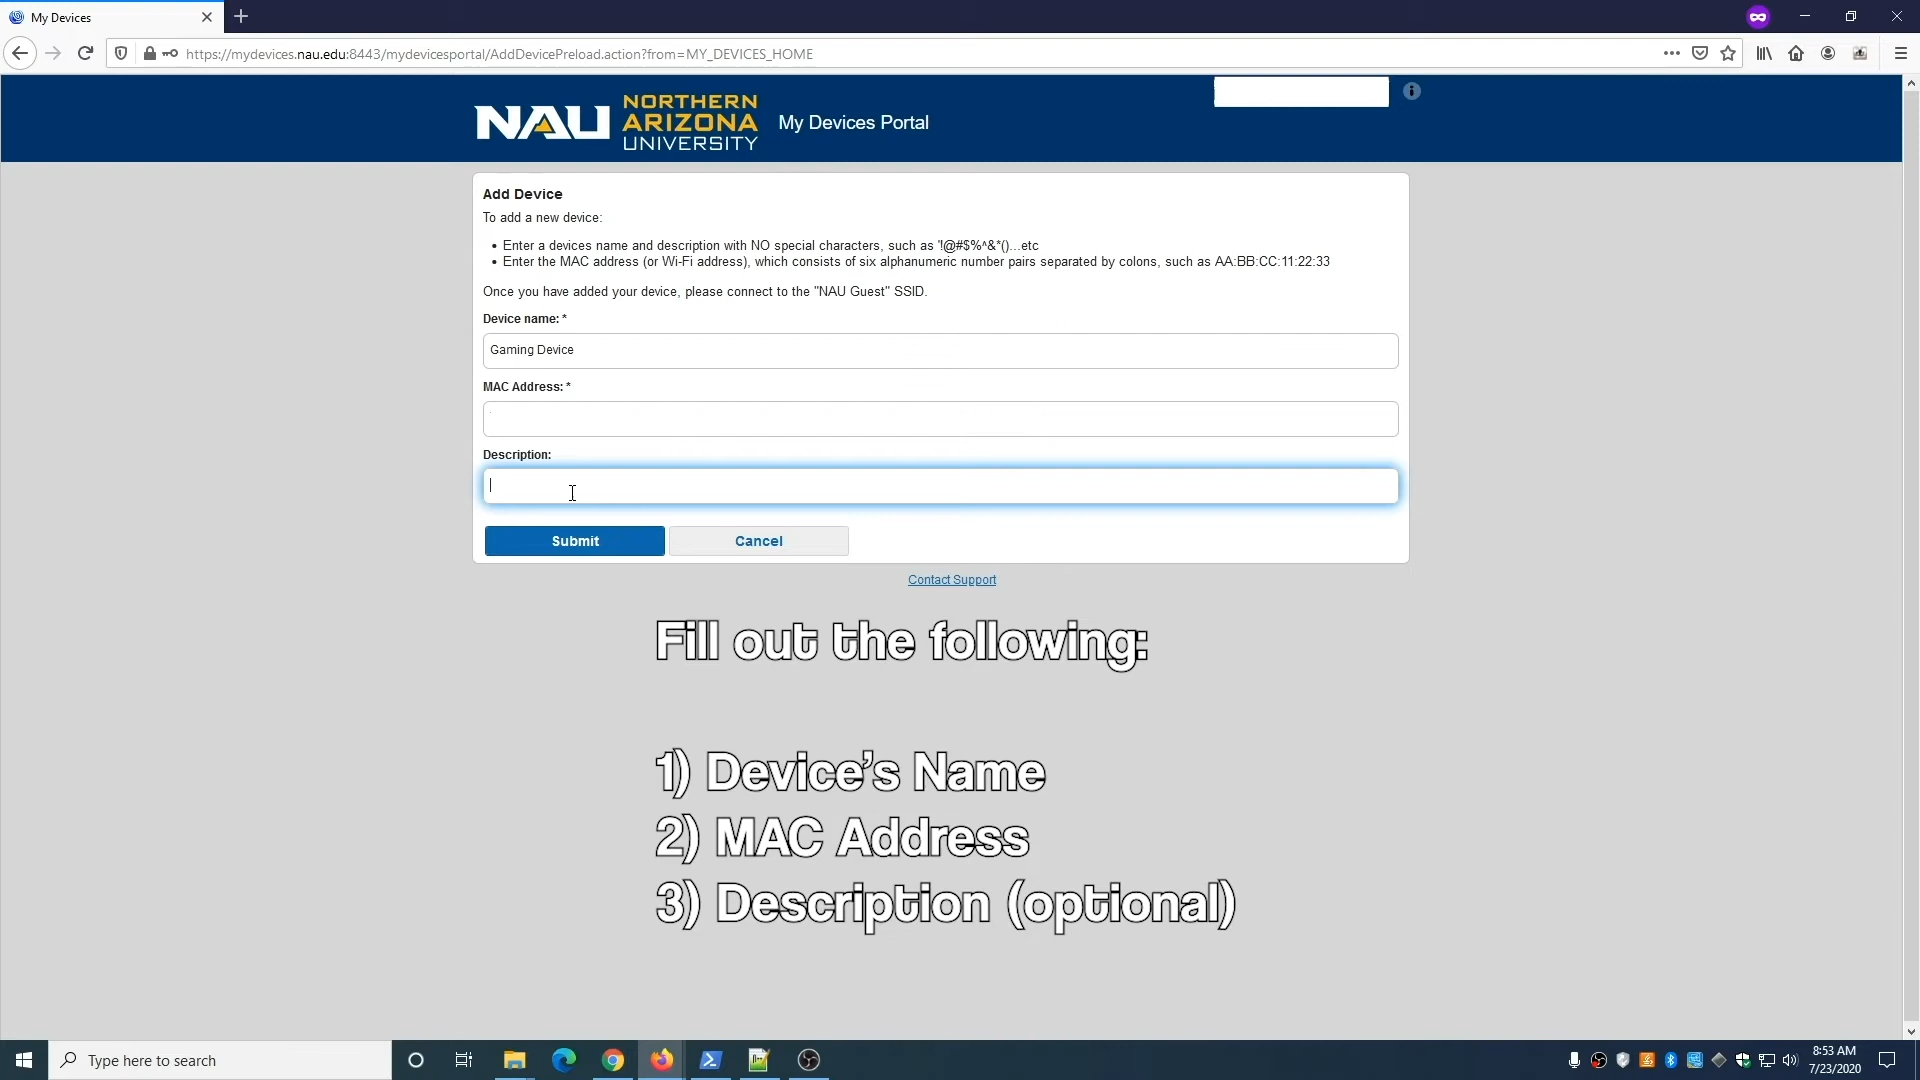 My Devices
https://mydevices.nau.edu:8443/mydevicesportal/AddDevicePreload.action?from=MY_DEVICES_HOME
NAU
NORTHERN
ARIZONA
UNIVERSITY
My Devices Portal
Add Device
To add a new device:
• Enter a devices name and description with NO special characters, such as '!@#$%^&*()...etc
• Enter the MAC address (or Wi-Fi address), which consists of six alphanumeric number pairs separated by colons, such as AA:BB:CC:11:22:33
Once you have added your device, please connect to the "NAU Guest" SSID.
Device name: *
Gaming Device
MAC Address: *
Description:
Submit
Cancel
Contact Support
Fill out the following:
1) Device's Name
2) MAC Address
3) Description (optional)
Type here to search
8:53 AM
7/23/2020